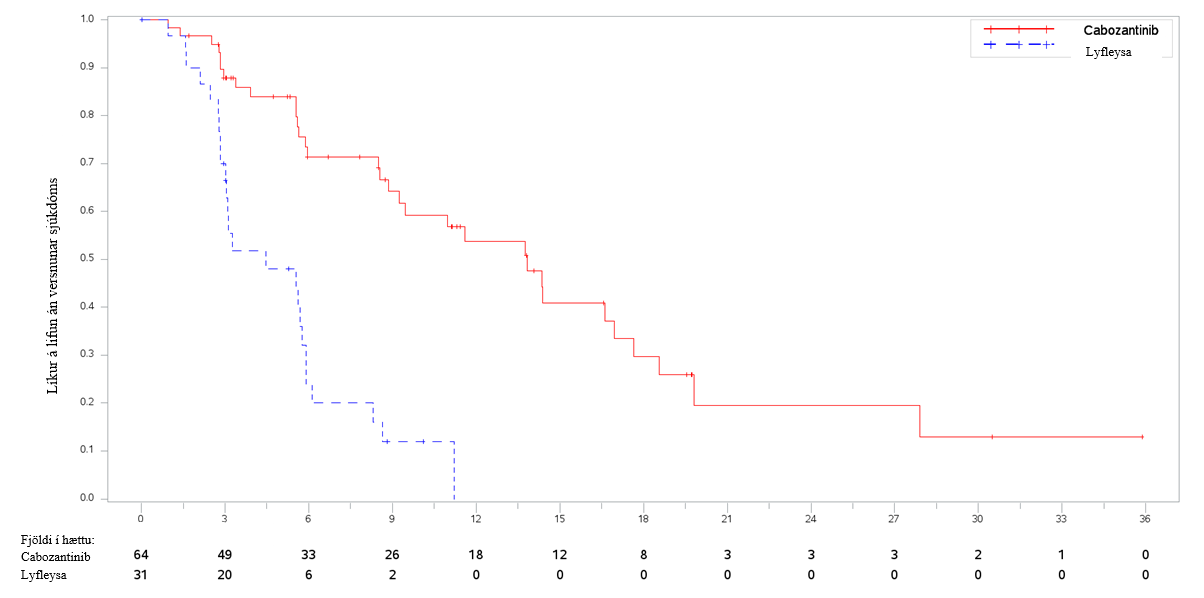 Cabozantinib
Lyfleysa
Líkur á lifun án versnunar sjúkdóms
1.0
0.9
0.8
0.7
0.6
0.5
0.4
0.3
0.2
0.1
0.0
0 3 6 9 12 15 18 21 24 27 30 33 36
Fjöldi í hættu:
Cabozantinib 64 49 33 26 18 12 8 3 3 3 2 1 0
Lyfleysa 31 20 6 2 0 0 0 0 0 0 0 0 0